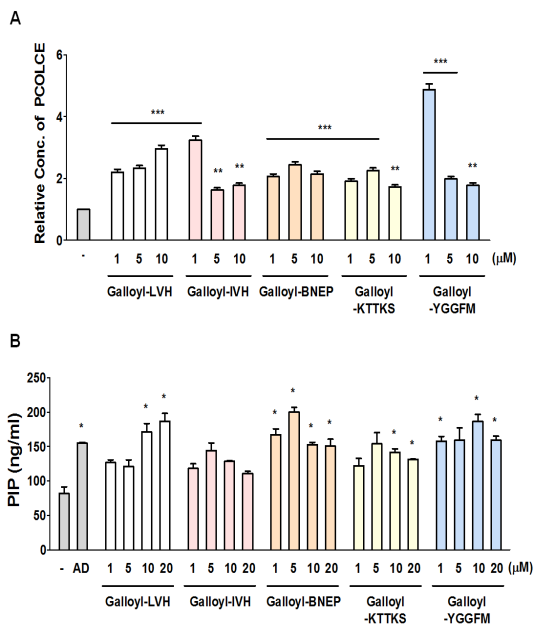 A
Relative Conc. of PCOLCE
6
4
2
0
*** ** ** *** ** *** **
- 1 5 10 1 5 10 1 5 10 1 5 10 1 5 10 (μM)
Galloyl-LVH Galloyl-IVH Galloyl-BNEP Galloyl -KTTKS Galloyl -YGGFM
B
PIP (ng/ml)
250
200
150
100
50
0
* * * * * * * * * * * *
- AD 1 5 10 20 1 5 10 20 1 5 10 20 1 5 10 20 1 5 10 20 (μM)
Galloyl-LVH Galloyl-IVH Galloyl-BNEP Galloyl -KTTKS Galloyl -YGGFM